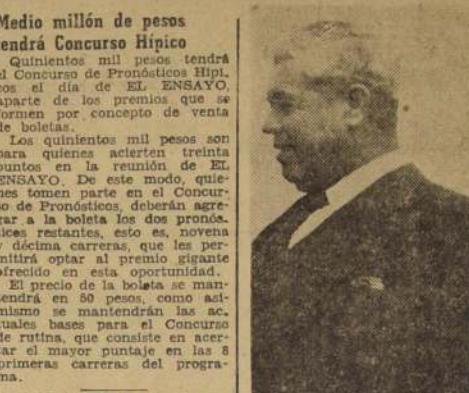 Medio millón de pesos
tendrá Concurso Hípico
Quinientos mil pesos tendrá
el Concurso de Pronósticos Hípi-
cos el día de EL ENSAYO,
aparte de los premios que se
formen por concepto de venta
de boletas.
Los quinientos mil pesos son
para quienes acierten treinta
puntos en la reunión de EL
ENSAYO. De este modo, quie-
nes tomen parte en el Concur-
so de Pronósticos, deberán agre-
gar a la boleta los dos pronós-
ticos restantes, esto es, novena
y décima carreras, que les per-
mitirá optar al premio gigante
ofrecido en esta oportunidad.
El precio de la boleta se man-
tendrá en 50 pesos, como asi-
mismo se mantendrán las ac-
tuales bases para el Concurso
de rutina, que consiste en acer-
tar el mayor puntaje en las 8
primeras carreras del progra-
ma.